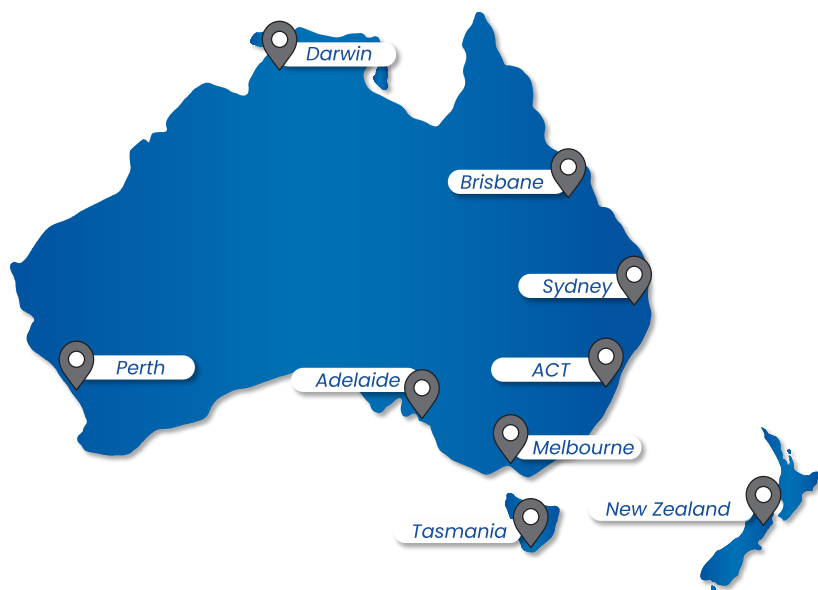 Darwin
Brisbane
Sydney
Perth
ACT
Adelaide
Melbourne
New Zealand
Tasmania